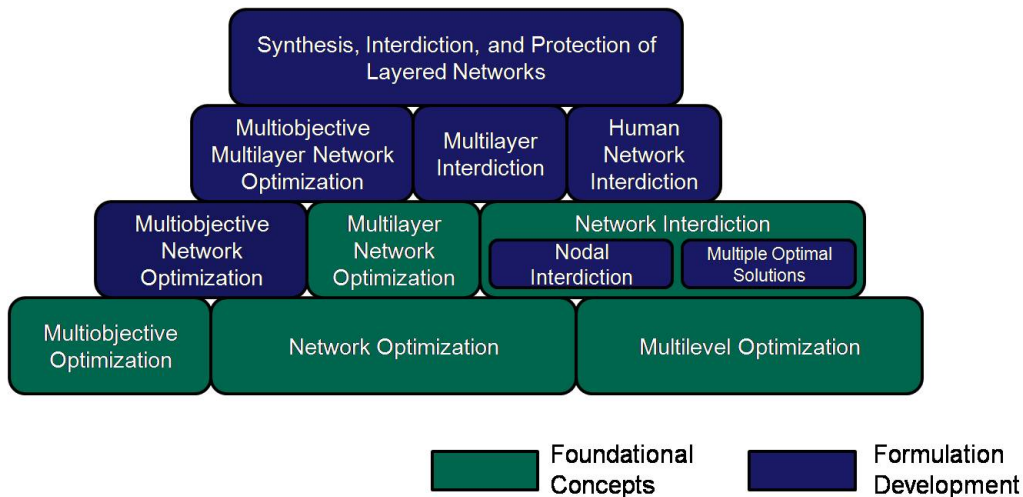 Synthesis, Interdiction, and Protection of
Layered Networks
Multiobjective
Multilayer Network
Optimization
Multilayer
Interdiction
Human
Network
Interdiction
Multiobjective
Network
Optimization
Multilayer
Network
Optimization
Network Interdiction
Nodal
Interdiction
Multiple Optimal
Solutions
Multiobjective
Optimization
Network Optimization
Multilevel Optimization
Foundational
Concepts
Formulation
Development